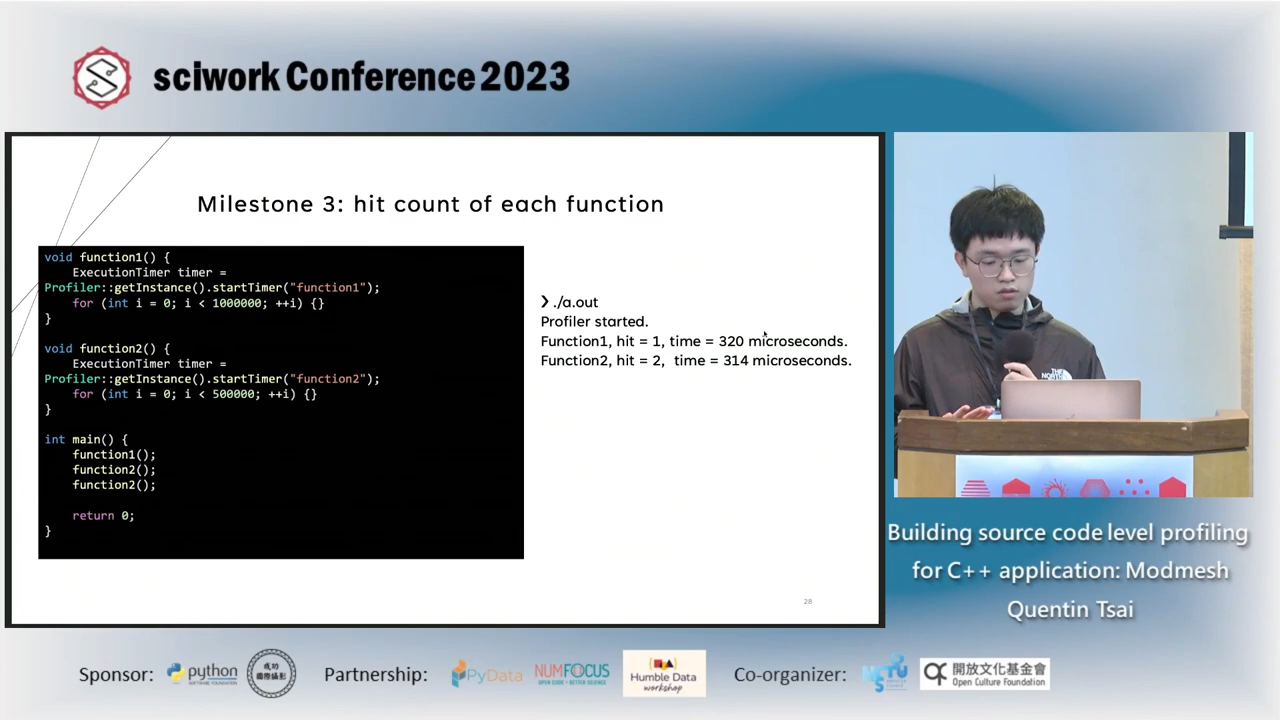 sciwork Conference 2023
Milestone 3: hit count of each function
void function1() {
    ExecutionTimer timer =
Profiler::getInstance().startTimer("function1");
    for (int i = 0; i < 1000000; ++i) {}
}
void function2() {
    ExecutionTimer timer =
Profiler::getInstance().startTimer("function2");
    for (int i = 0; i < 500000; ++i) {}
}
int main() {
    function1();
    function2();
    function2();
    return 0;
}
❯ ./a.out
Profiler started.
Function1, hit = 1, time = 320 microseconds.
Function2, hit = 2,  time = 314 microseconds.
28
THE
NORTH
Building source code level profiling
for C++ application: Modmesh
Quentin Tsai
Sponsor:
python
Partnership:
PyData
NUMFOCUS
OPEN CODE = BETTER SCIENCE
Humble Data
workshop
Co-organizer:
開放文化基金會
Open Culture Foundation